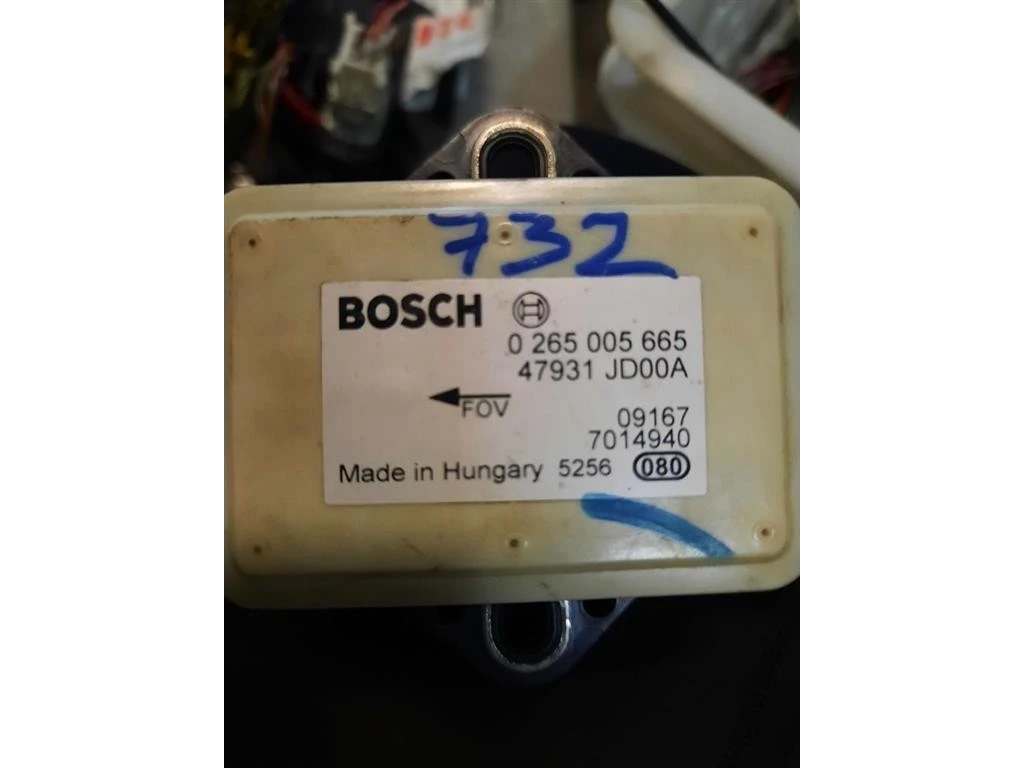 732
BOSCH
0 265 005 665
47931 JD00A
FOV
09167
7014940
Made in Hungary 5256 080